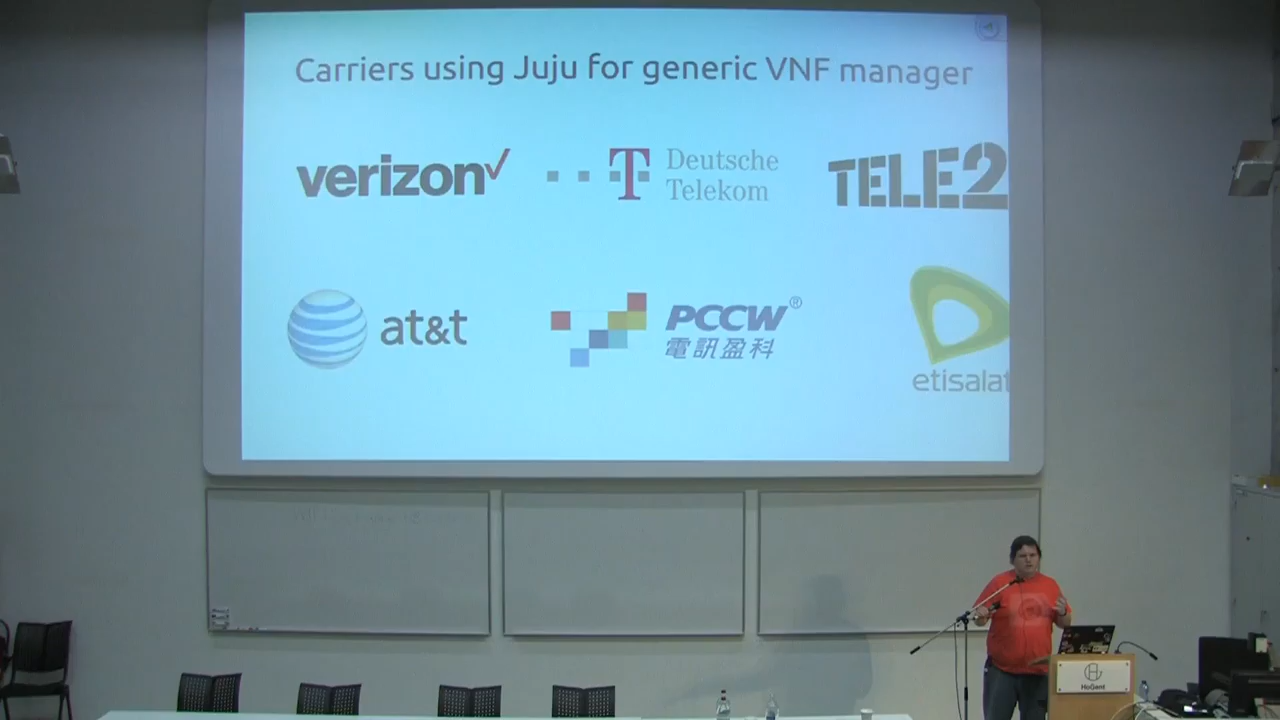 Carriers using Juju for generic VNF manager
verizon
Deutsche
Telekom
TELE2
at&t
PCCW®
電訊盈科
etisalat
HoGent